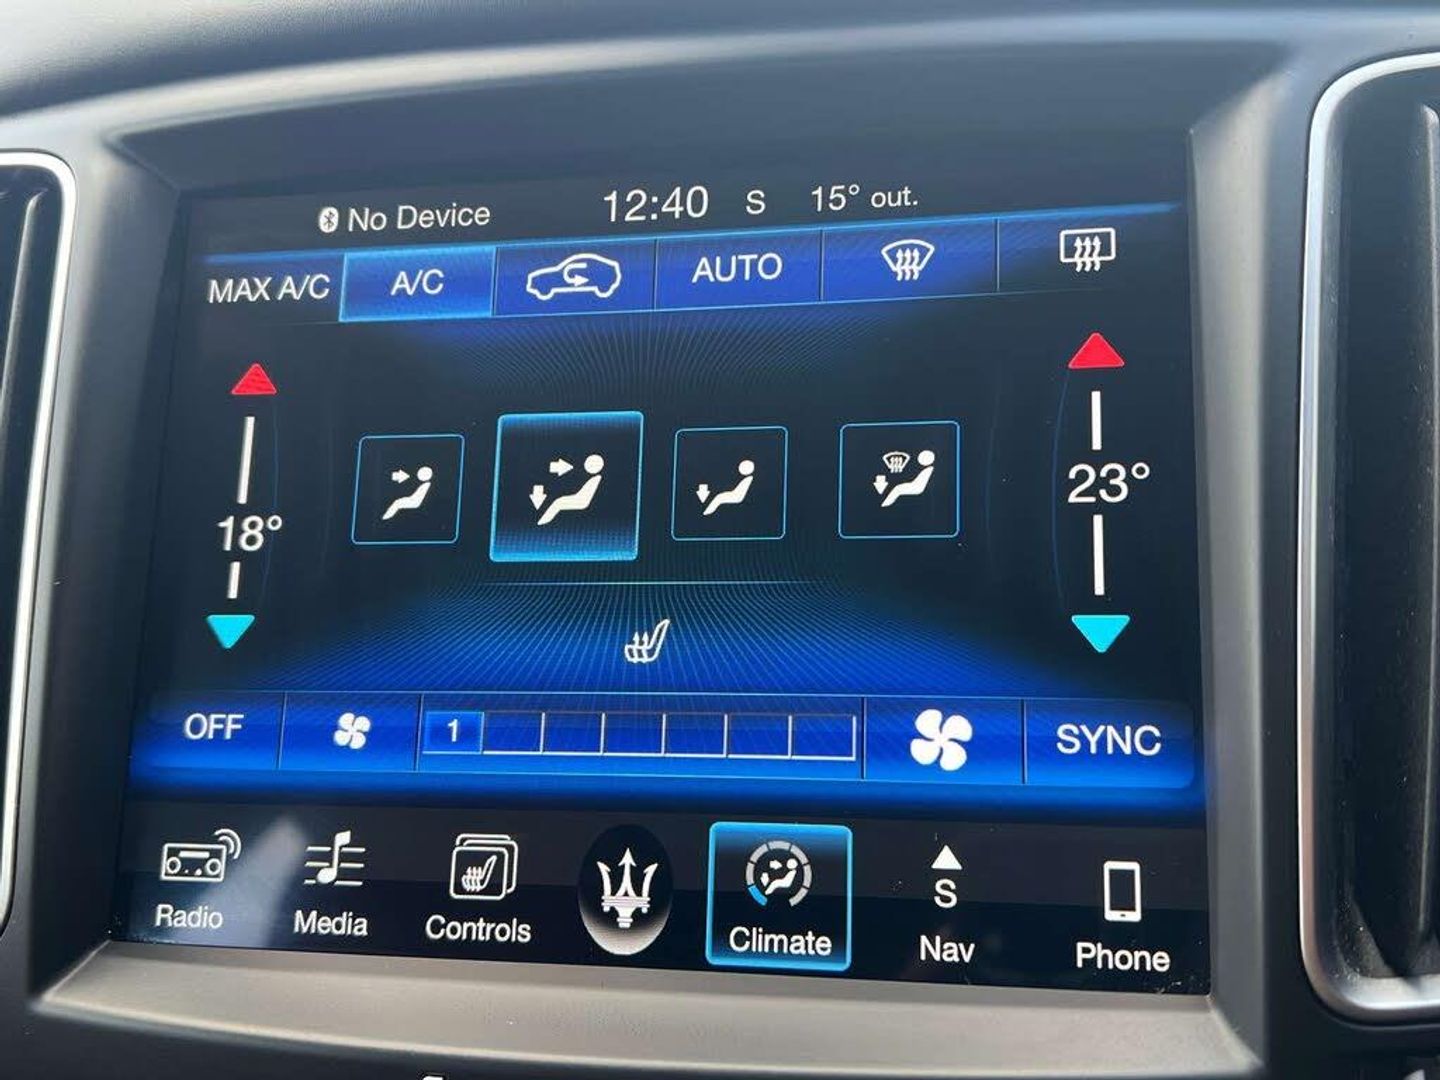 No Device 12:40 S 15° out.
MAX A/C A/C AUTO
18° 23°
OFF 1 SYNC
S
Radio Media Controls Climate Nav Phone